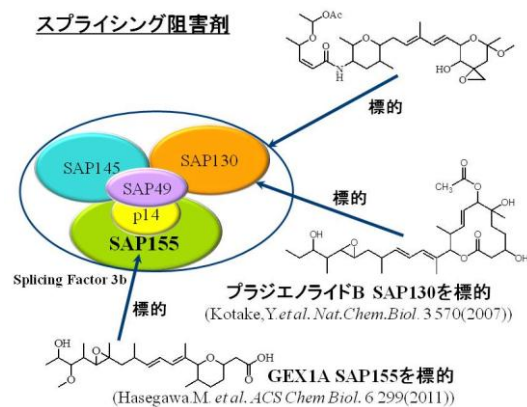 スプライシング阻害剤
OAc
O
O
O
N
H
O
O
O
OMe
HO
O
標的
SAP145
SAP130
SAP49
p14
SAP155
標的
Splicing Factor 3b
標的
O
CH₃
O
OH
OH
O
O
O
OH
プラジエノライドB SAP130を標的
(Kotake,Y.et al. Nat.Chem.Biol. 3 570(2007))
OH
O
O
O
OH
O
GEX1A SAP155を標的
(Hasegawa.M. et al. ACS Chem Biol. 6 299(2011))